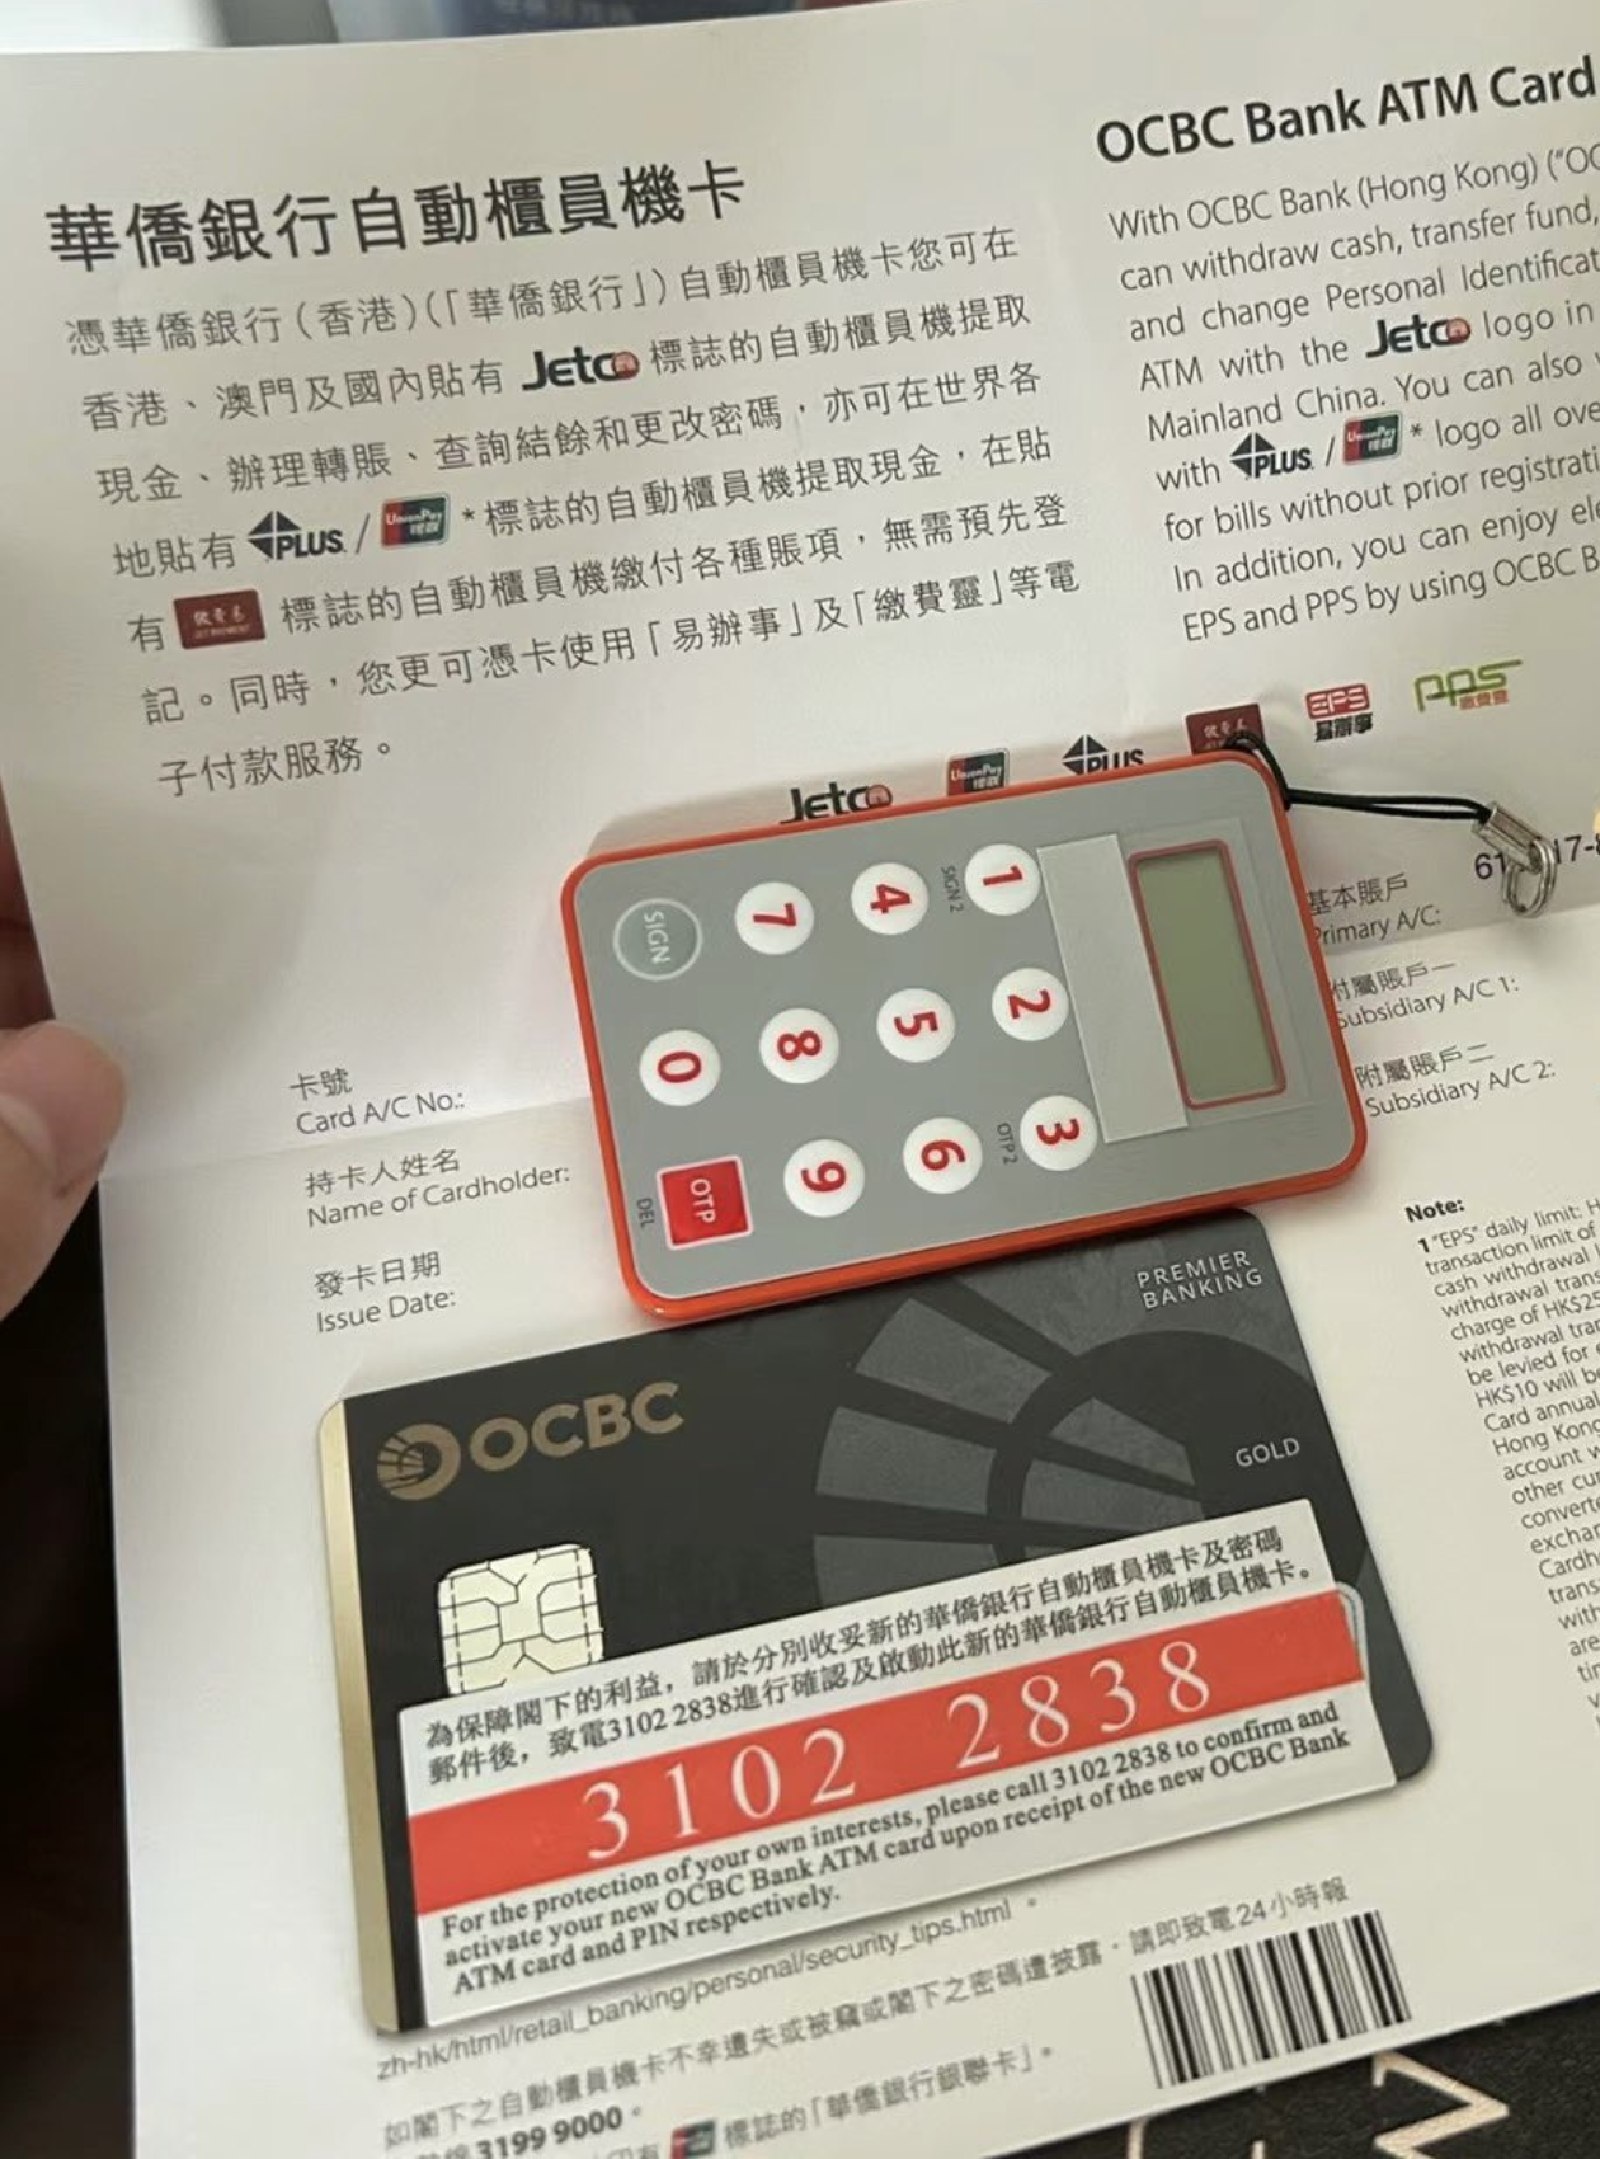 華僑銀行自動櫃員機卡
憑華僑銀行(香港)(「華僑銀行」)自動櫃員機卡您可在
香港、澳門及國內貼有 Jetco 標誌的自動櫃員機提取
現金、辦理轉賬、查詢結餘和更改密碼，亦可在世界各
地貼有 PLUS / UnionPay 銀聯 *標誌的自動櫃員機提取現金，在貼
有 標誌的自動櫃員機繳付各種賬項，無需預先登
記。同時，您更可憑卡使用「易辦事」及「繳費靈」等電
子付款服務。
OCBC Bank ATM Card
With OCBC Bank (Hong Kong) ("OC
can withdraw cash, transfer fund,
and change Personal Identificat
ATM with the Jetco logo in
Mainland China. You can also
with PLUS / UnionPay 銀聯 * logo all ove
for bills without prior registrati
In addition, you can enjoy ele
EPS and PPS by using OCBC B
Jetco UnionPay PLUS EPS 易辦事 PPS 繳費靈
1 2 3
4 5 6
7 8 9
SIGN 0 OTP
SIGN 2
OTP 2
DEL
基本賬戶
Primary A/C:
附屬賬戶一
Subsidiary A/C 1:
附屬賬戶二
Subsidiary A/C 2:
卡號
Card A/C No.:
持卡人姓名
Name of Cardholder:
發卡日期
Issue Date:
Note:
1 "EPS" daily limit: H
transaction limit of
cash withdrawal
withdrawal trans
charge of HK$25
withdrawal tran
be levied for
HK$10 will be
Card annual
Hong Kong
account w
other cur
converte
exchan
Cardh
trans
with
are
PREMIER
BANKING
OCBC
GOLD
為保障閣下的利益，請於分別收妥新的華僑銀行自動櫃員機卡及密碼
郵件後，致電3102 2838進行確認及啟動此新的華僑銀行自動櫃員機卡。
3102 2838
For the protection of your own interests, please call 3102 2838 to confirm and
activate your new OCBC Bank ATM card upon receipt of the new OCBC Bank
ATM card and PIN respectively.
zh-hk/html/retail_banking/personal/security_tips.html。
如閣下之自動櫃員機卡不幸遺失或被竊或閣下之密碼遭被披露，請即致電24小時報
3199 9000。
標誌的「華僑銀行銀聯卡」。